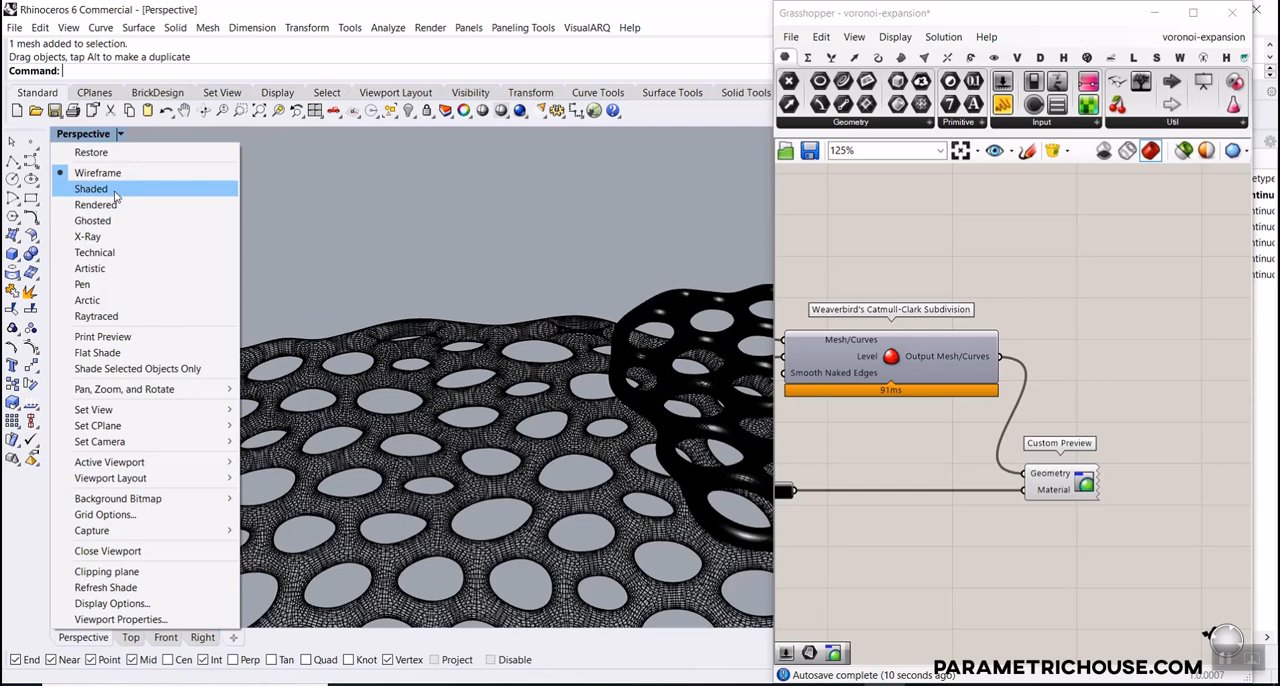 Rhinoceros 6 Commercial - [Perspective]
File Edit View Curve Surface Solid Mesh Dimension Transform Tools Analyze Render Panels Paneling Tools VisualARQ Help
1 mesh added to selection.
Drag objects, tap Alt to make a duplicate
Command:
Standard CPlanes BrickDesign Set View Display Select Viewport Layout Visibility Transform Curve Tools Surface Tools Solid Tools
Perspective
Restore
Wireframe
Shaded
Rendered
Ghosted
X-Ray
Technical
Artistic
Pen
Arctic
Raytraced
Print Preview
Flat Shade
Shade Selected Objects Only
Pan, Zoom, and Rotate
Set View
Set CPlane
Set Camera
Active Viewport
Viewport Layout
Background Bitmap
Grid Options...
Capture
Close Viewport
Clipping plane
Refresh Shade
Display Options...
Viewport Properties...
Perspective Top Front Right
End Near Point Mid Cen Int Perp Tan Quad Knot Vertex Project Disable
Grasshopper - voronoi-expansion*
File Edit View Display Solution Help voronoi-expansion
V D H L S W H
Geometry Primitive Input Util
125%
Weaverbird's Catmull-Clark Subdivision
Mesh/Curves
Level Output Mesh/Curves
Smooth Naked Edges
91ms
Custom Preview
Geometry
Material
PARAMETRICHOUSE.COM
Autosave complete (10 seconds ago)
1.0.0007